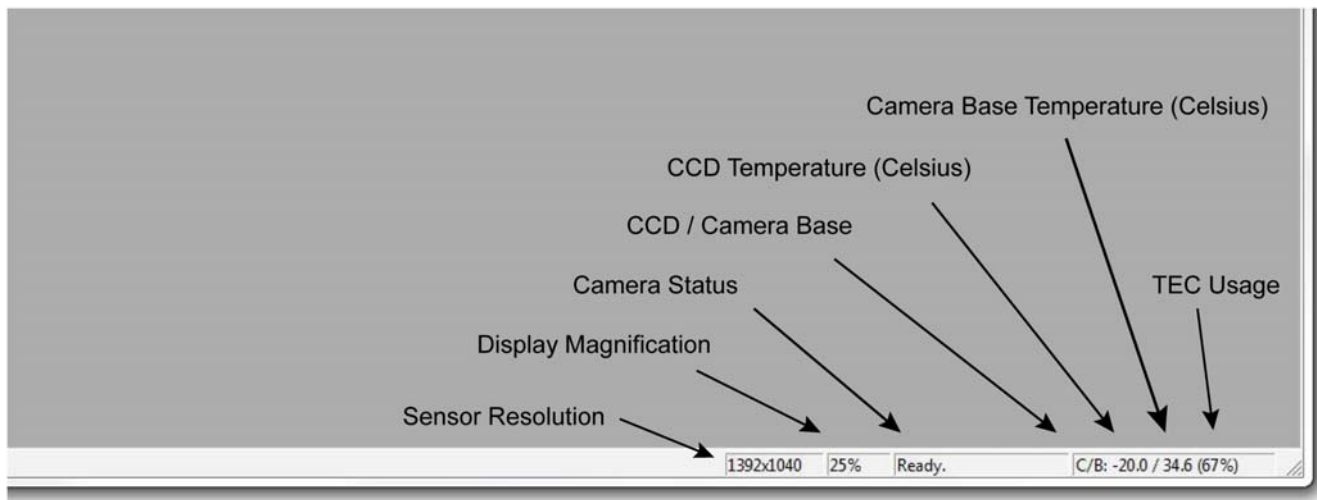 Camera Base Temperature (Celsius)
CCD Temperature (Celsius)
CCD / Camera Base
Camera Status
TEC Usage
Display Magnification
Sensor Resolution
1392x1040 25% Ready. C/B: -20.0 / 34.6 (67%)